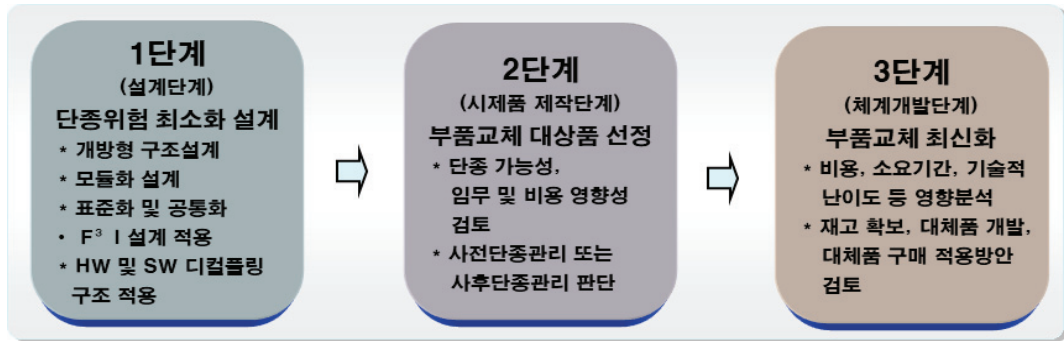 1단계
(설계단계)
단종위험 최소화 설계
* 개방형 구조설계
* 모듈화 설계
* 표준화 및 공통화
• F³ I 설계 적용
* HW 및 SW 디컬플링
구조 적용
2단계
(시제품 제작단계)
부품교체 대상품 선정
* 단종 가능성,
임무 및 비용 영향성
검토
* 사전단종관리 또는
사후단종관리 판단
3단계
(체계개발단계)
부품교체 최신화
* 비용, 소요기간, 기술적
난이도 등 영향분석
* 재고 확보, 대체품 개발,
대체품 구매 적용방안
검토